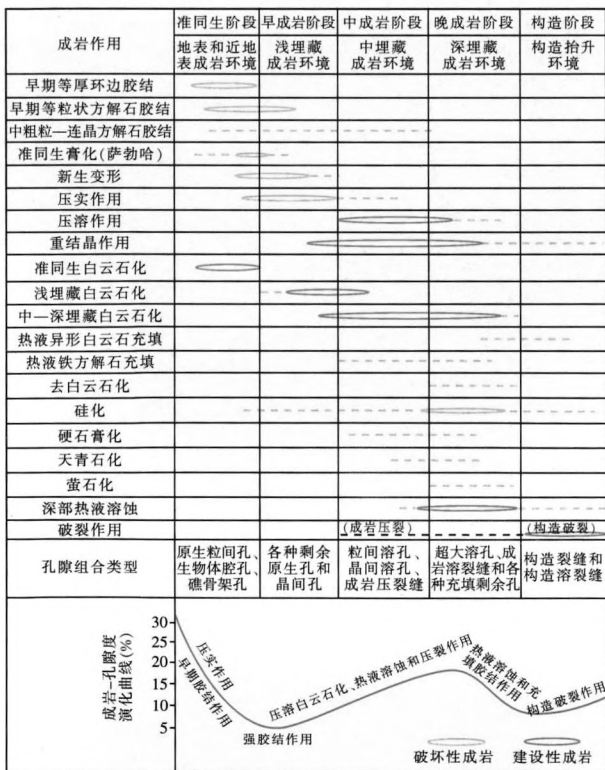 成岩作用
准同生阶段 早成岩阶段 中成岩阶段 晚成岩阶段 构造阶段
地表和近地表成岩环境
浅埋藏成岩环境
中埋藏成岩环境
深埋藏成岩环境
构造抬升环境
早期等厚环边胶结
早期等粒状方解石胶结
中粗粒—连晶方解石胶结
准同生膏化(萨勃哈)
新生变形
压实作用
压溶作用
重结晶作用
准同生白云石化
浅埋藏白云石化
中—深埋藏白云石化
热液异形白云石充填
热液铁方解石充填
去白云石化
硅化
硬石膏化
天青石化
萤石化
深部热液溶蚀
破裂作用 (成岩压裂) (构造破裂)
孔隙组合类型
原生粒间孔、
生物体腔孔、
礁骨架孔
各种剩余
原生孔和
晶间孔
粒间溶孔、
晶间溶孔、
成岩压裂缝
超大溶孔、成
岩溶裂缝和各
种充填剩余孔
构造裂缝和
构造溶裂缝
成岩-孔隙度
演化曲线(%)
30
25
20
15
10
5
压实作用
早期胶结作用
强胶结作用
压溶白云石化、热液溶蚀和压裂作用
热液溶蚀和充
填胶结作用
构造破裂作用
破坏性成岩 建设性成岩